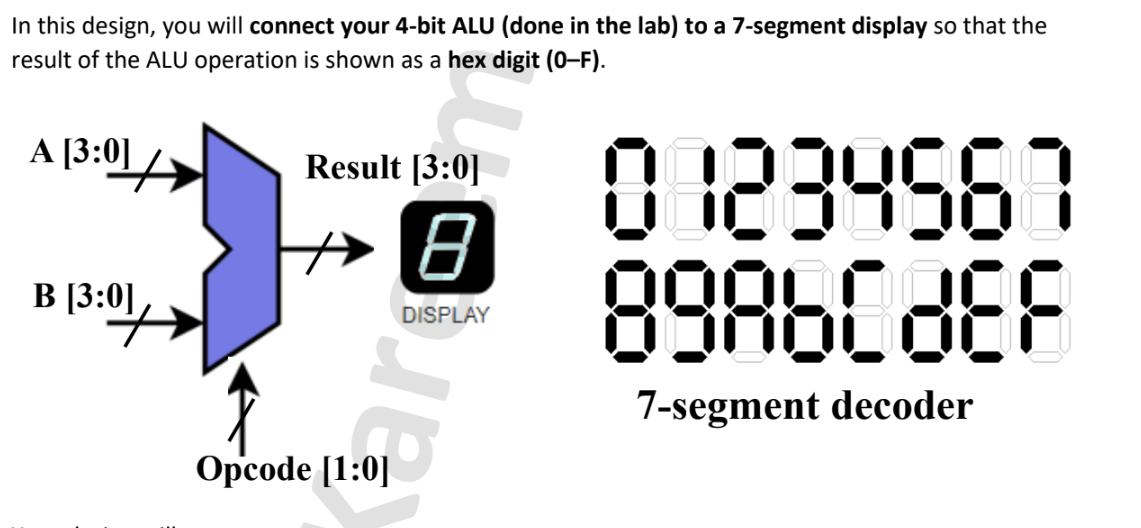 In this design, you will connect your 4-bit ALU (done in the lab) to a 7-segment display so that the
result of the ALU operation is shown as a hex digit (0–F).
A [3:0]
Result [3:0]
B [3:0]
DISPLAY
Opcode [1:0]
01234567
89AbCdEF
7-segment decoder